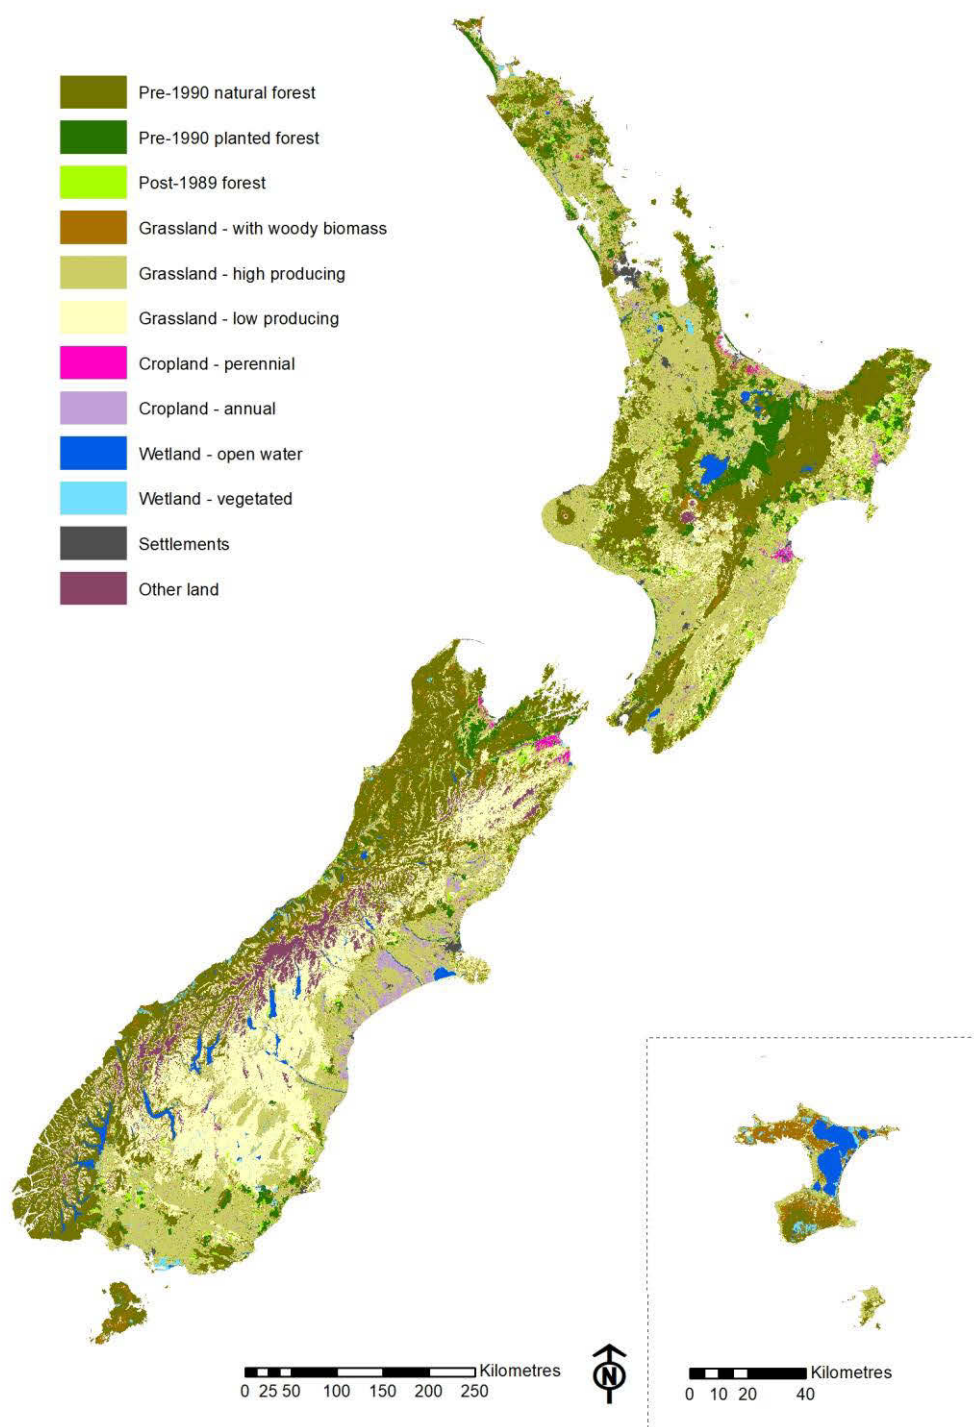 Pre-1990 natural forest
Pre-1990 planted forest
Post-1989 forest
Grassland - with woody biomass
Grassland - high producing
Grassland - low producing
Cropland - perennial
Cropland - annual
Wetland - open water
Wetland - vegetated
Settlements
Other land
Kilometres
0 25 50 100 150 200 250
N
Kilometres
0 10 20 40